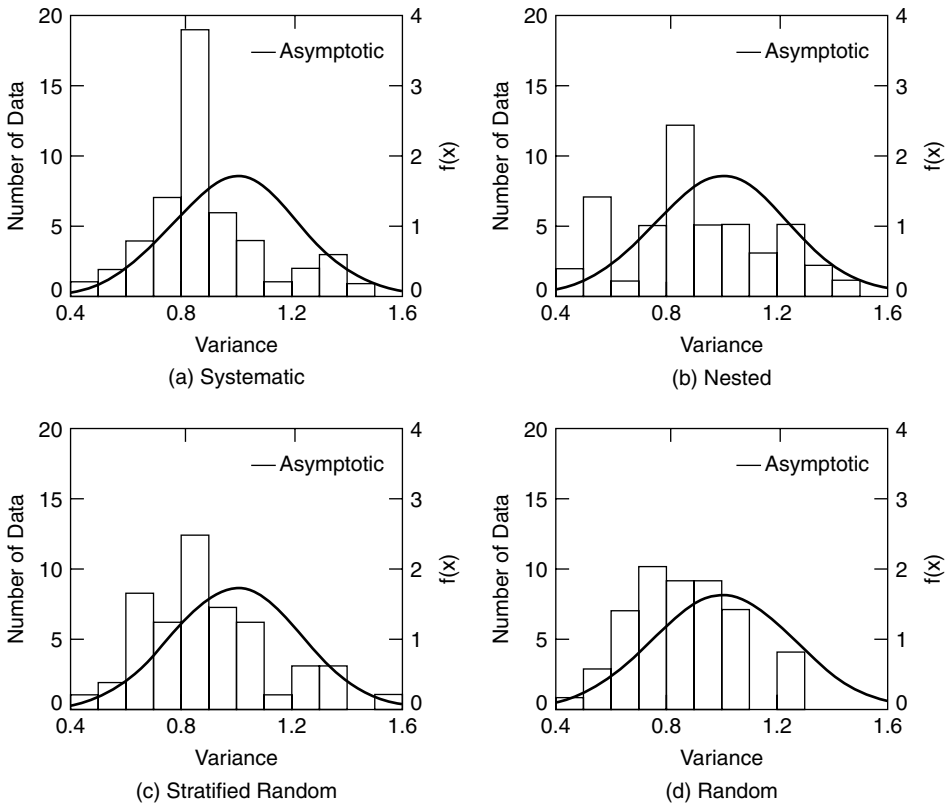 20
15
10
5
0
Number of Data
Asymptotic
4
3
2
1
0
f(x)
0.4 0.8 1.2 1.6
Variance
(a) Systematic
20
15
10
5
0
Number of Data
Asymptotic
4
3
2
1
0
f(x)
0.4 0.8 1.2 1.6
Variance
(b) Nested
20
15
10
5
0
Number of Data
Asymptotic
4
3
2
1
0
f(x)
0.4 0.8 1.2 1.6
Variance
(c) Stratified Random
20
15
10
5
0
Number of Data
Asymptotic
4
3
2
1
0
f(x)
0.4 0.8 1.2 1.6
Variance
(d) Random